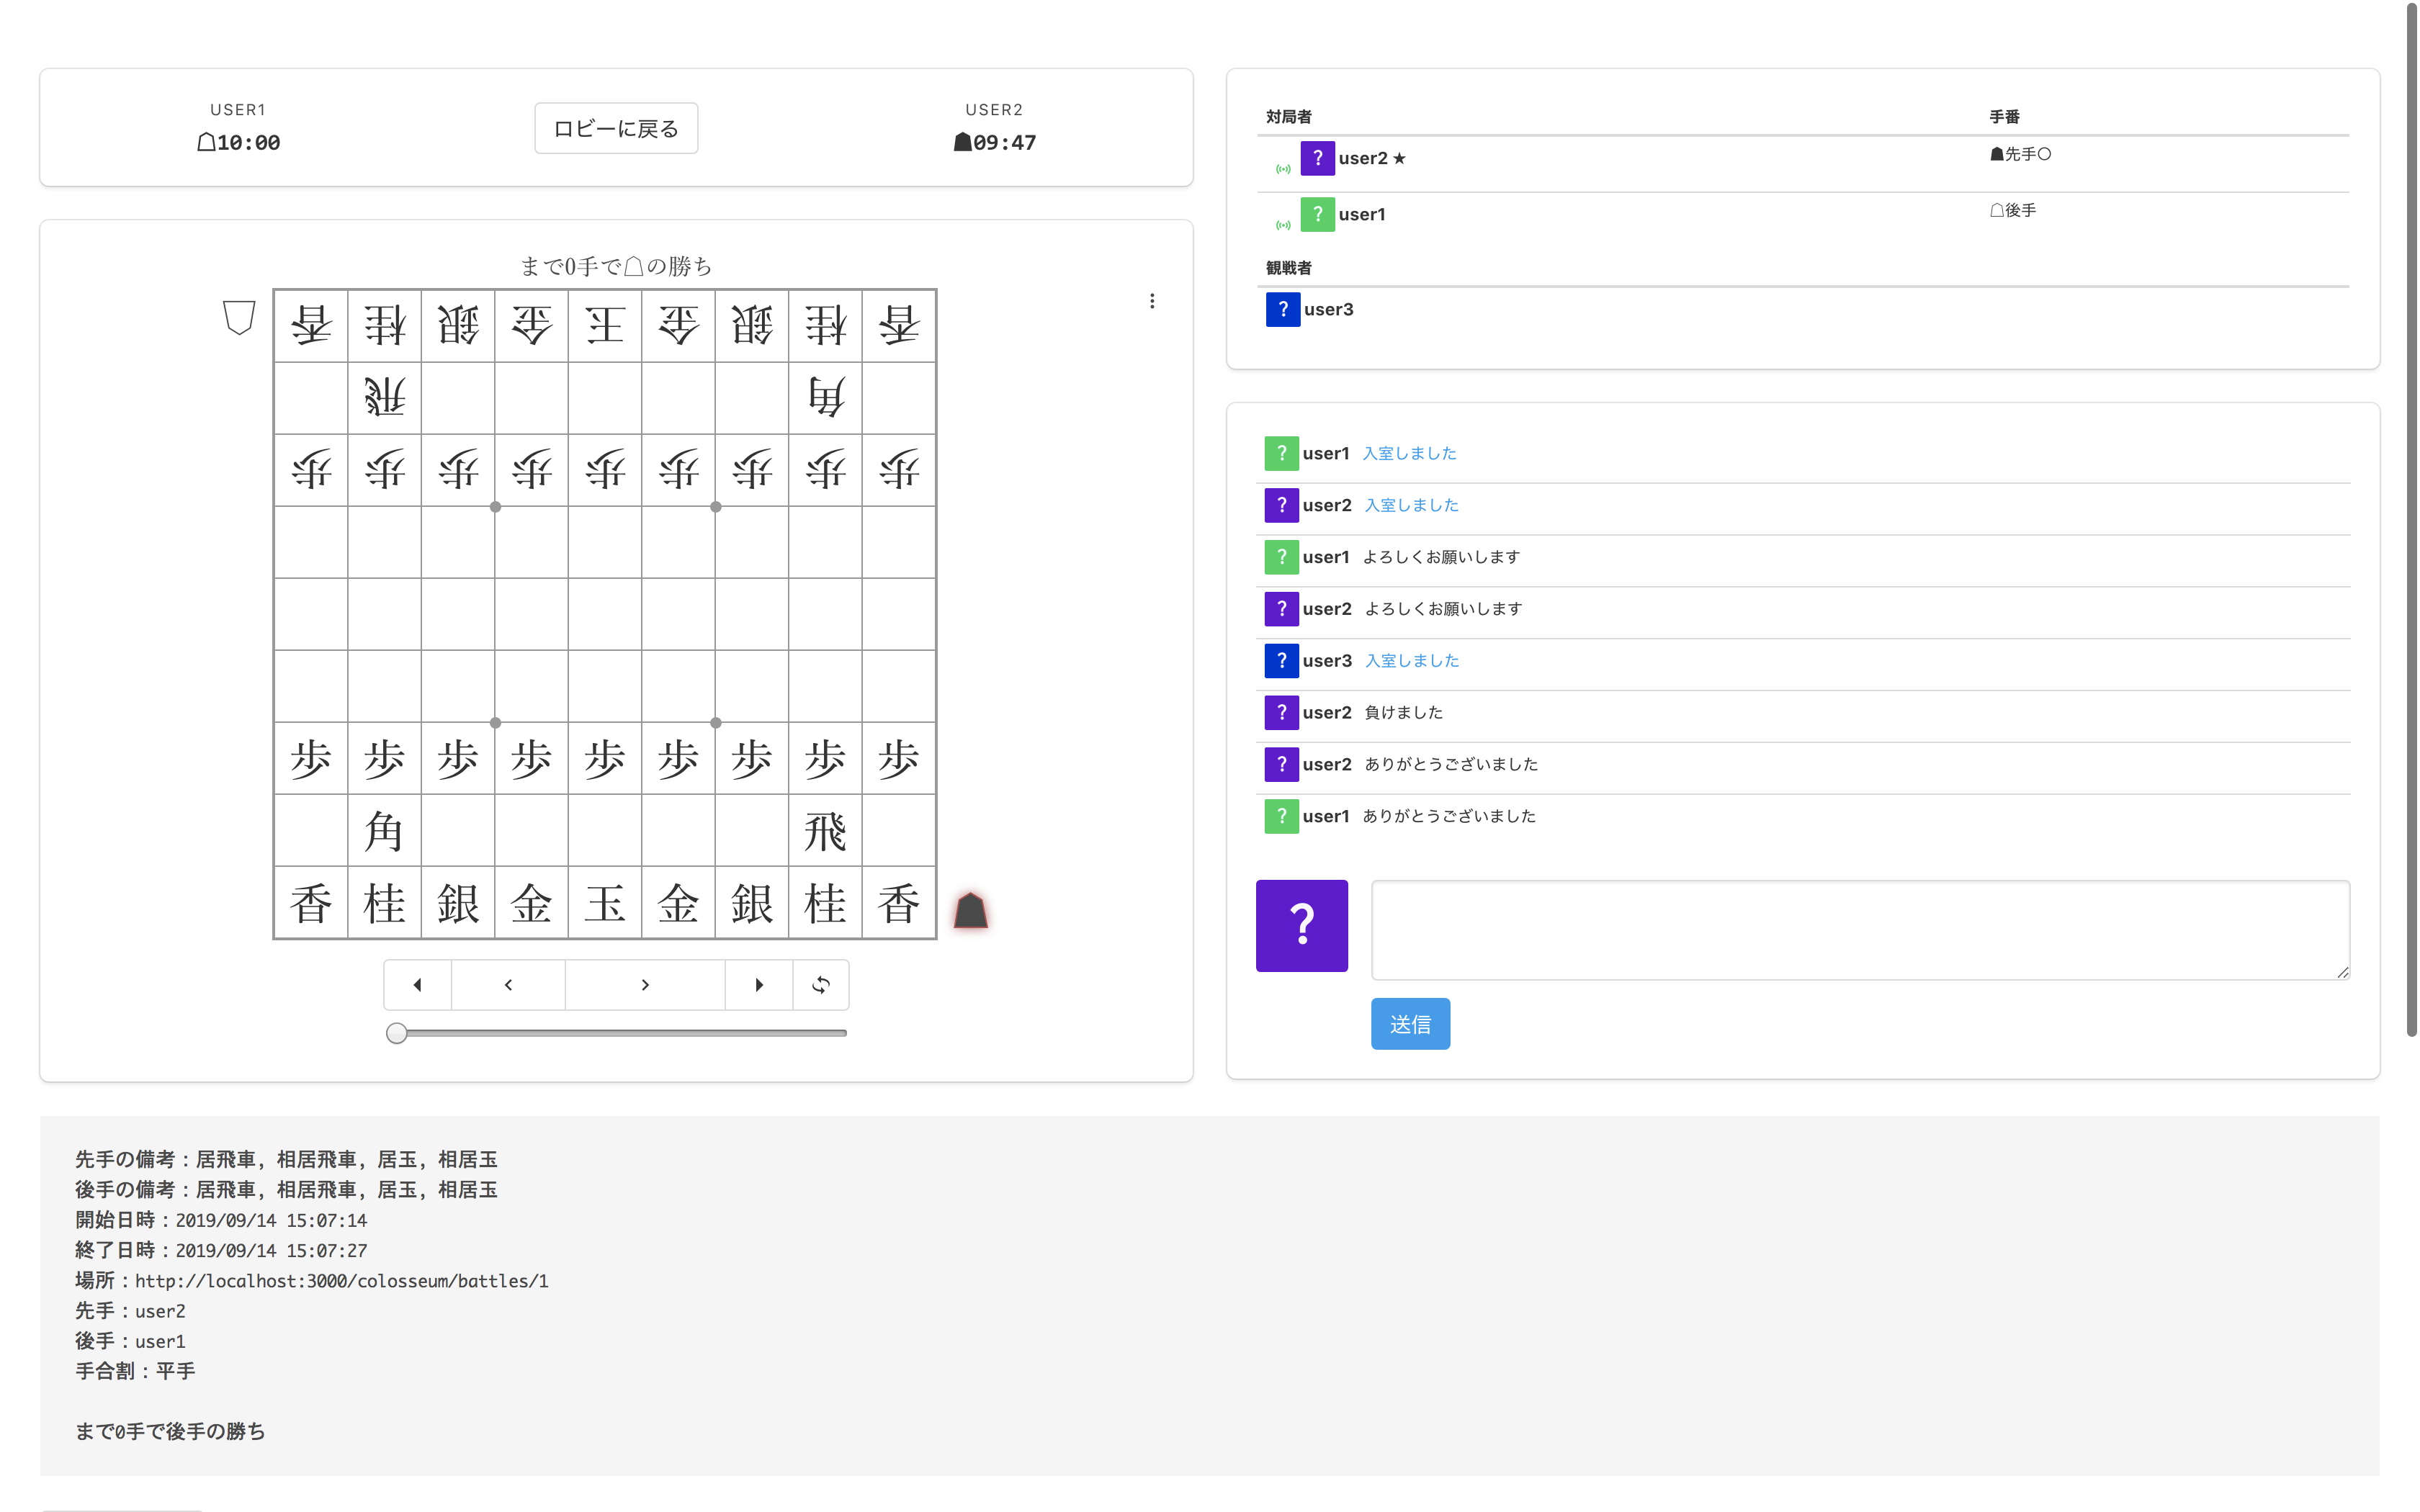 USER1
☖10:00
ロビーに戻る
USER2
☗09:47
まで0手で☖の勝ち
香桂銀金王金銀桂香
飛角
歩歩歩歩歩歩歩歩歩
歩歩歩歩歩歩歩歩歩
角飛
香桂銀金玉金銀桂香
対局者 手番
? user2 ★ ☗先手○
? user1 ☖後手
観戦者
? user3
? user1 入室しました
? user2 入室しました
? user1 よろしくお願いします
? user2 よろしくお願いします
? user3 入室しました
? user2 負けました
? user2 ありがとうございました
? user1 ありがとうございました
?
送信
先手の備考：居飛車, 相居飛車, 居玉, 相居玉
後手の備考：居飛車, 相居飛車, 居玉, 相居玉
開始日時：2019/09/14 15:07:14
終了日時：2019/09/14 15:07:27
場所：http://localhost:3000/colosseum/battles/1
先手：user2
後手：user1
手合割：平手
まで0手で後手の勝ち